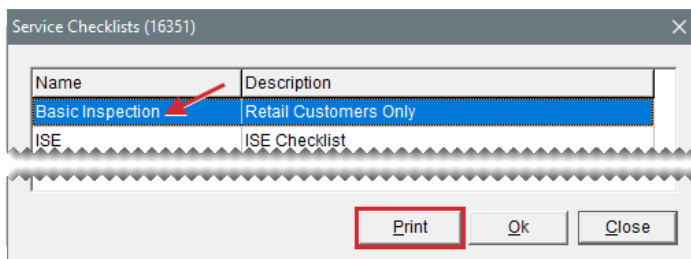 Service Checklists (16351)
Name Description
Basic Inspection Retail Customers Only
ISE ISE Checklist
Print Ok Close